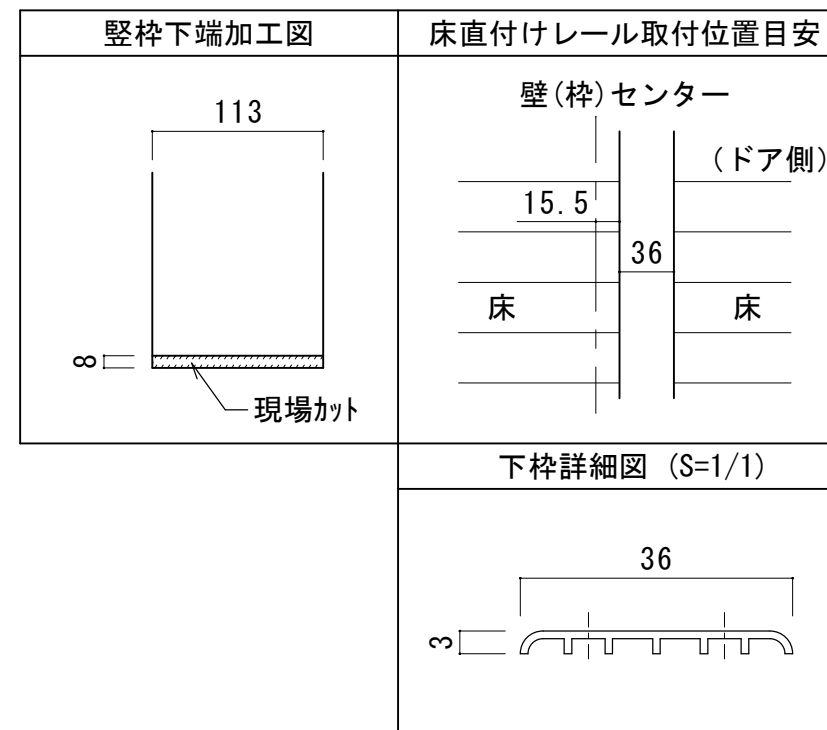 竪枠下端加工図
113
8
現場ｶｯﾄ
床直付けレール取付位置目安
壁(枠)センター
(ドア側)
15.5
36
床
床
下枠詳細図 (S=1/1)
36
3